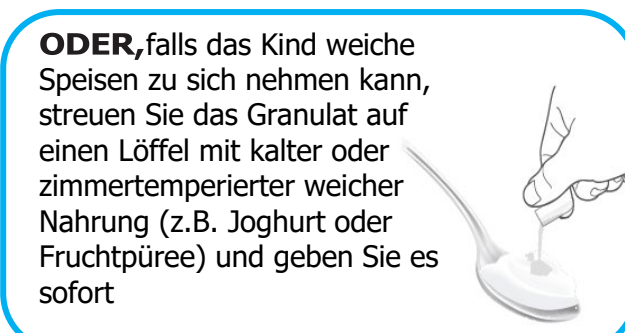 ODER,falls das Kind weiche
Speisen zu sich nehmen kann,
streuen Sie das Granulat auf
einen Löffel mit kalter oder
zimmertemperierter weicher
Nahrung (z.B. Joghurt oder
Fruchtpüree) und geben Sie es
sofort